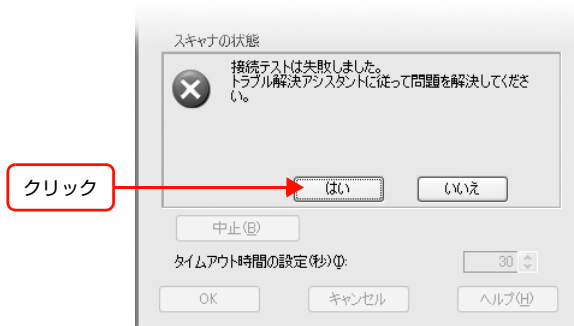 スキャナの状態
接続テストは失敗しました。
トラブル解決アシスタントに従って問題を解決してくださ
い。
クリック
はい
いいえ
中止(B)
タイムアウト時間の設定(秒)(I):
30
OK
キャンセル
ヘルプ(H)